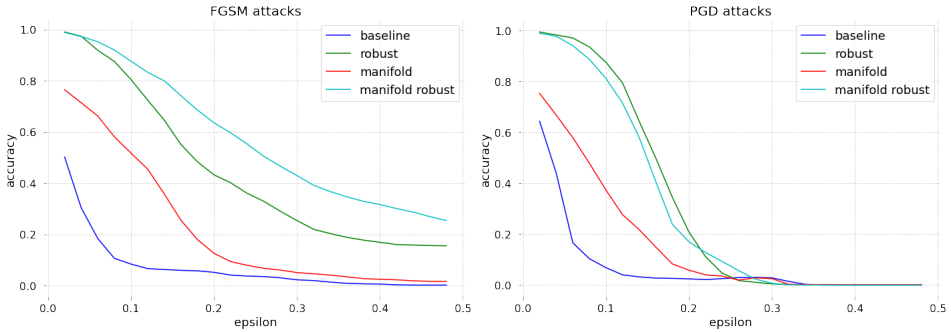 FGSM attacks
1.0
0.8
0.6
0.4
0.2
0.0
accuracy
0.0
0.1
0.2
0.3
0.4
0.5
epsilon
baseline
robust
manifold
manifold robust
PGD attacks
1.0
0.8
0.6
0.4
0.2
0.0
accuracy
0.0
0.1
0.2
0.3
0.4
0.5
epsilon
baseline
robust
manifold
manifold robust